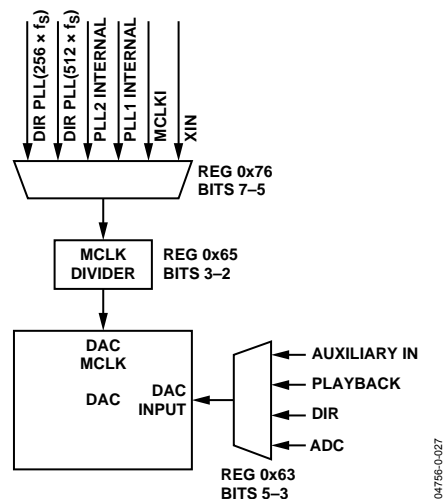 DIR PLL(256 × fS)
DIR PLL(512 × fS)
PLL2 INTERNAL
PLL1 INTERNAL
MCLKI
XIN
REG 0x76
BITS 7–5
MCLK
DIVIDER
REG 0x65
BITS 3–2
DAC
MCLK
DAC
DAC
INPUT
AUXILIARY IN
PLAYBACK
DIR
ADC
REG 0x63
BITS 5–3
04756-0-027